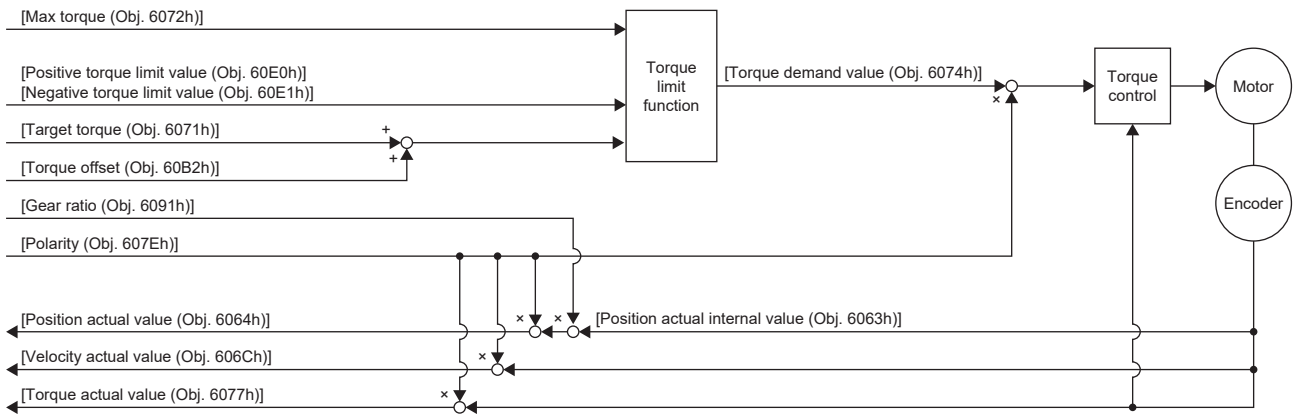 [Max torque (Obj. 6072h)]
[Positive torque limit value (Obj. 60E0h)]
[Negative torque limit value (Obj. 60E1h)]
[Target torque (Obj. 6071h)]
+
+
[Torque offset (Obj. 60B2h)]
Torque
limit
function
[Torque demand value (Obj. 6074h)]
×
Torque
control
Motor
Encoder
[Gear ratio (Obj. 6091h)]
[Polarity (Obj. 607Eh)]
[Position actual value (Obj. 6064h)]
×
×
[Position actual internal value (Obj. 6063h)]
[Velocity actual value (Obj. 606Ch)]
×
[Torque actual value (Obj. 6077h)]
×